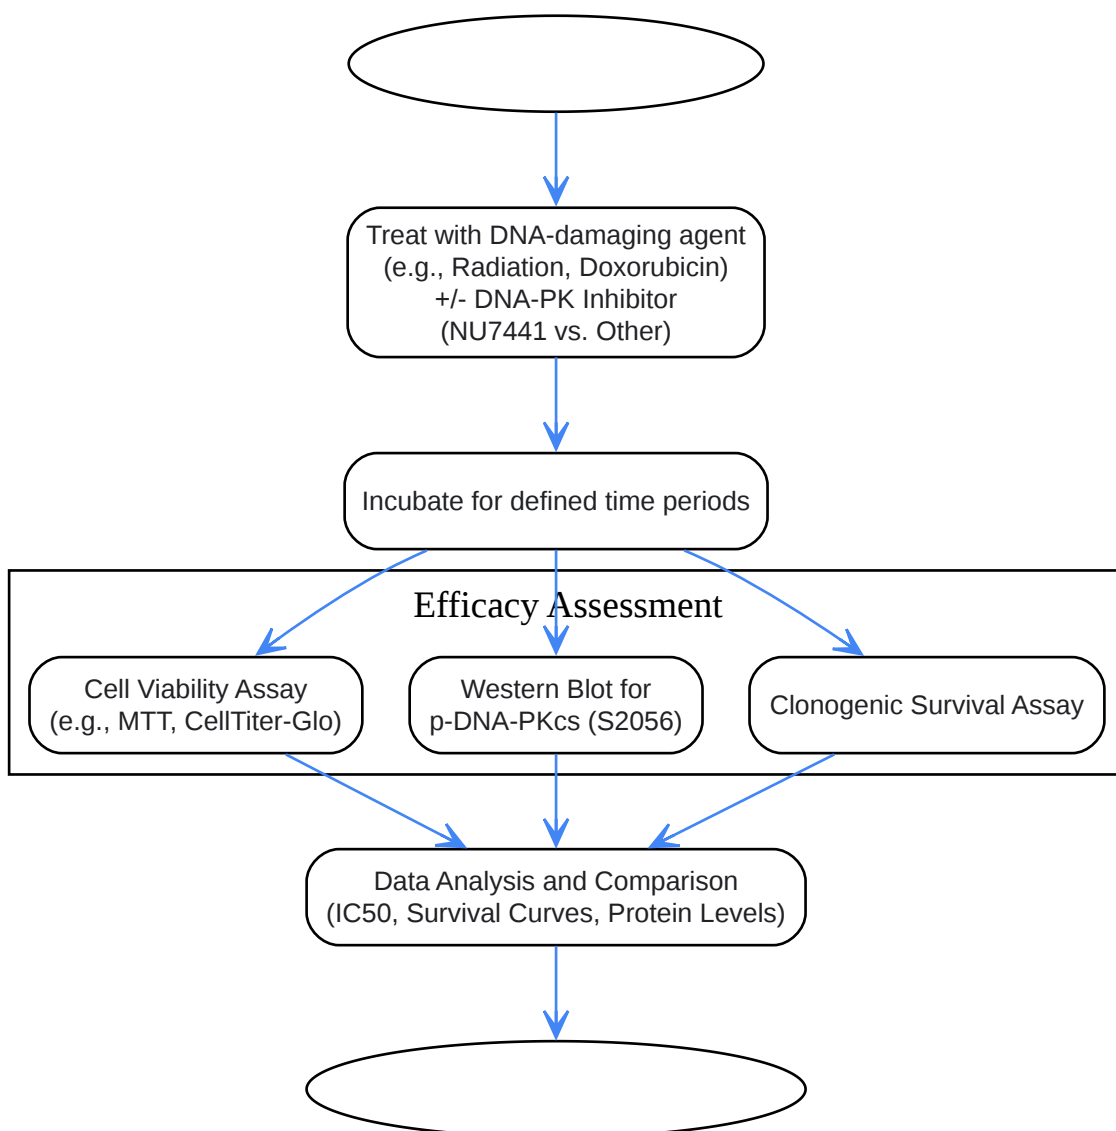 Treat with DNA-damaging agent
(e.g., Radiation, Doxorubicin)
+/- DNA-PK Inhibitor
(NU7441 vs. Other)
Incubate for defined time periods
Efficacy Assessment
Cell Viability Assay
(e.g., MTT, CellTiter-Glo)
Western Blot for
p-DNA-PKcs (S2056)
Clonogenic Survival Assay
Data Analysis and Comparison
(IC50, Survival Curves, Protein Levels)